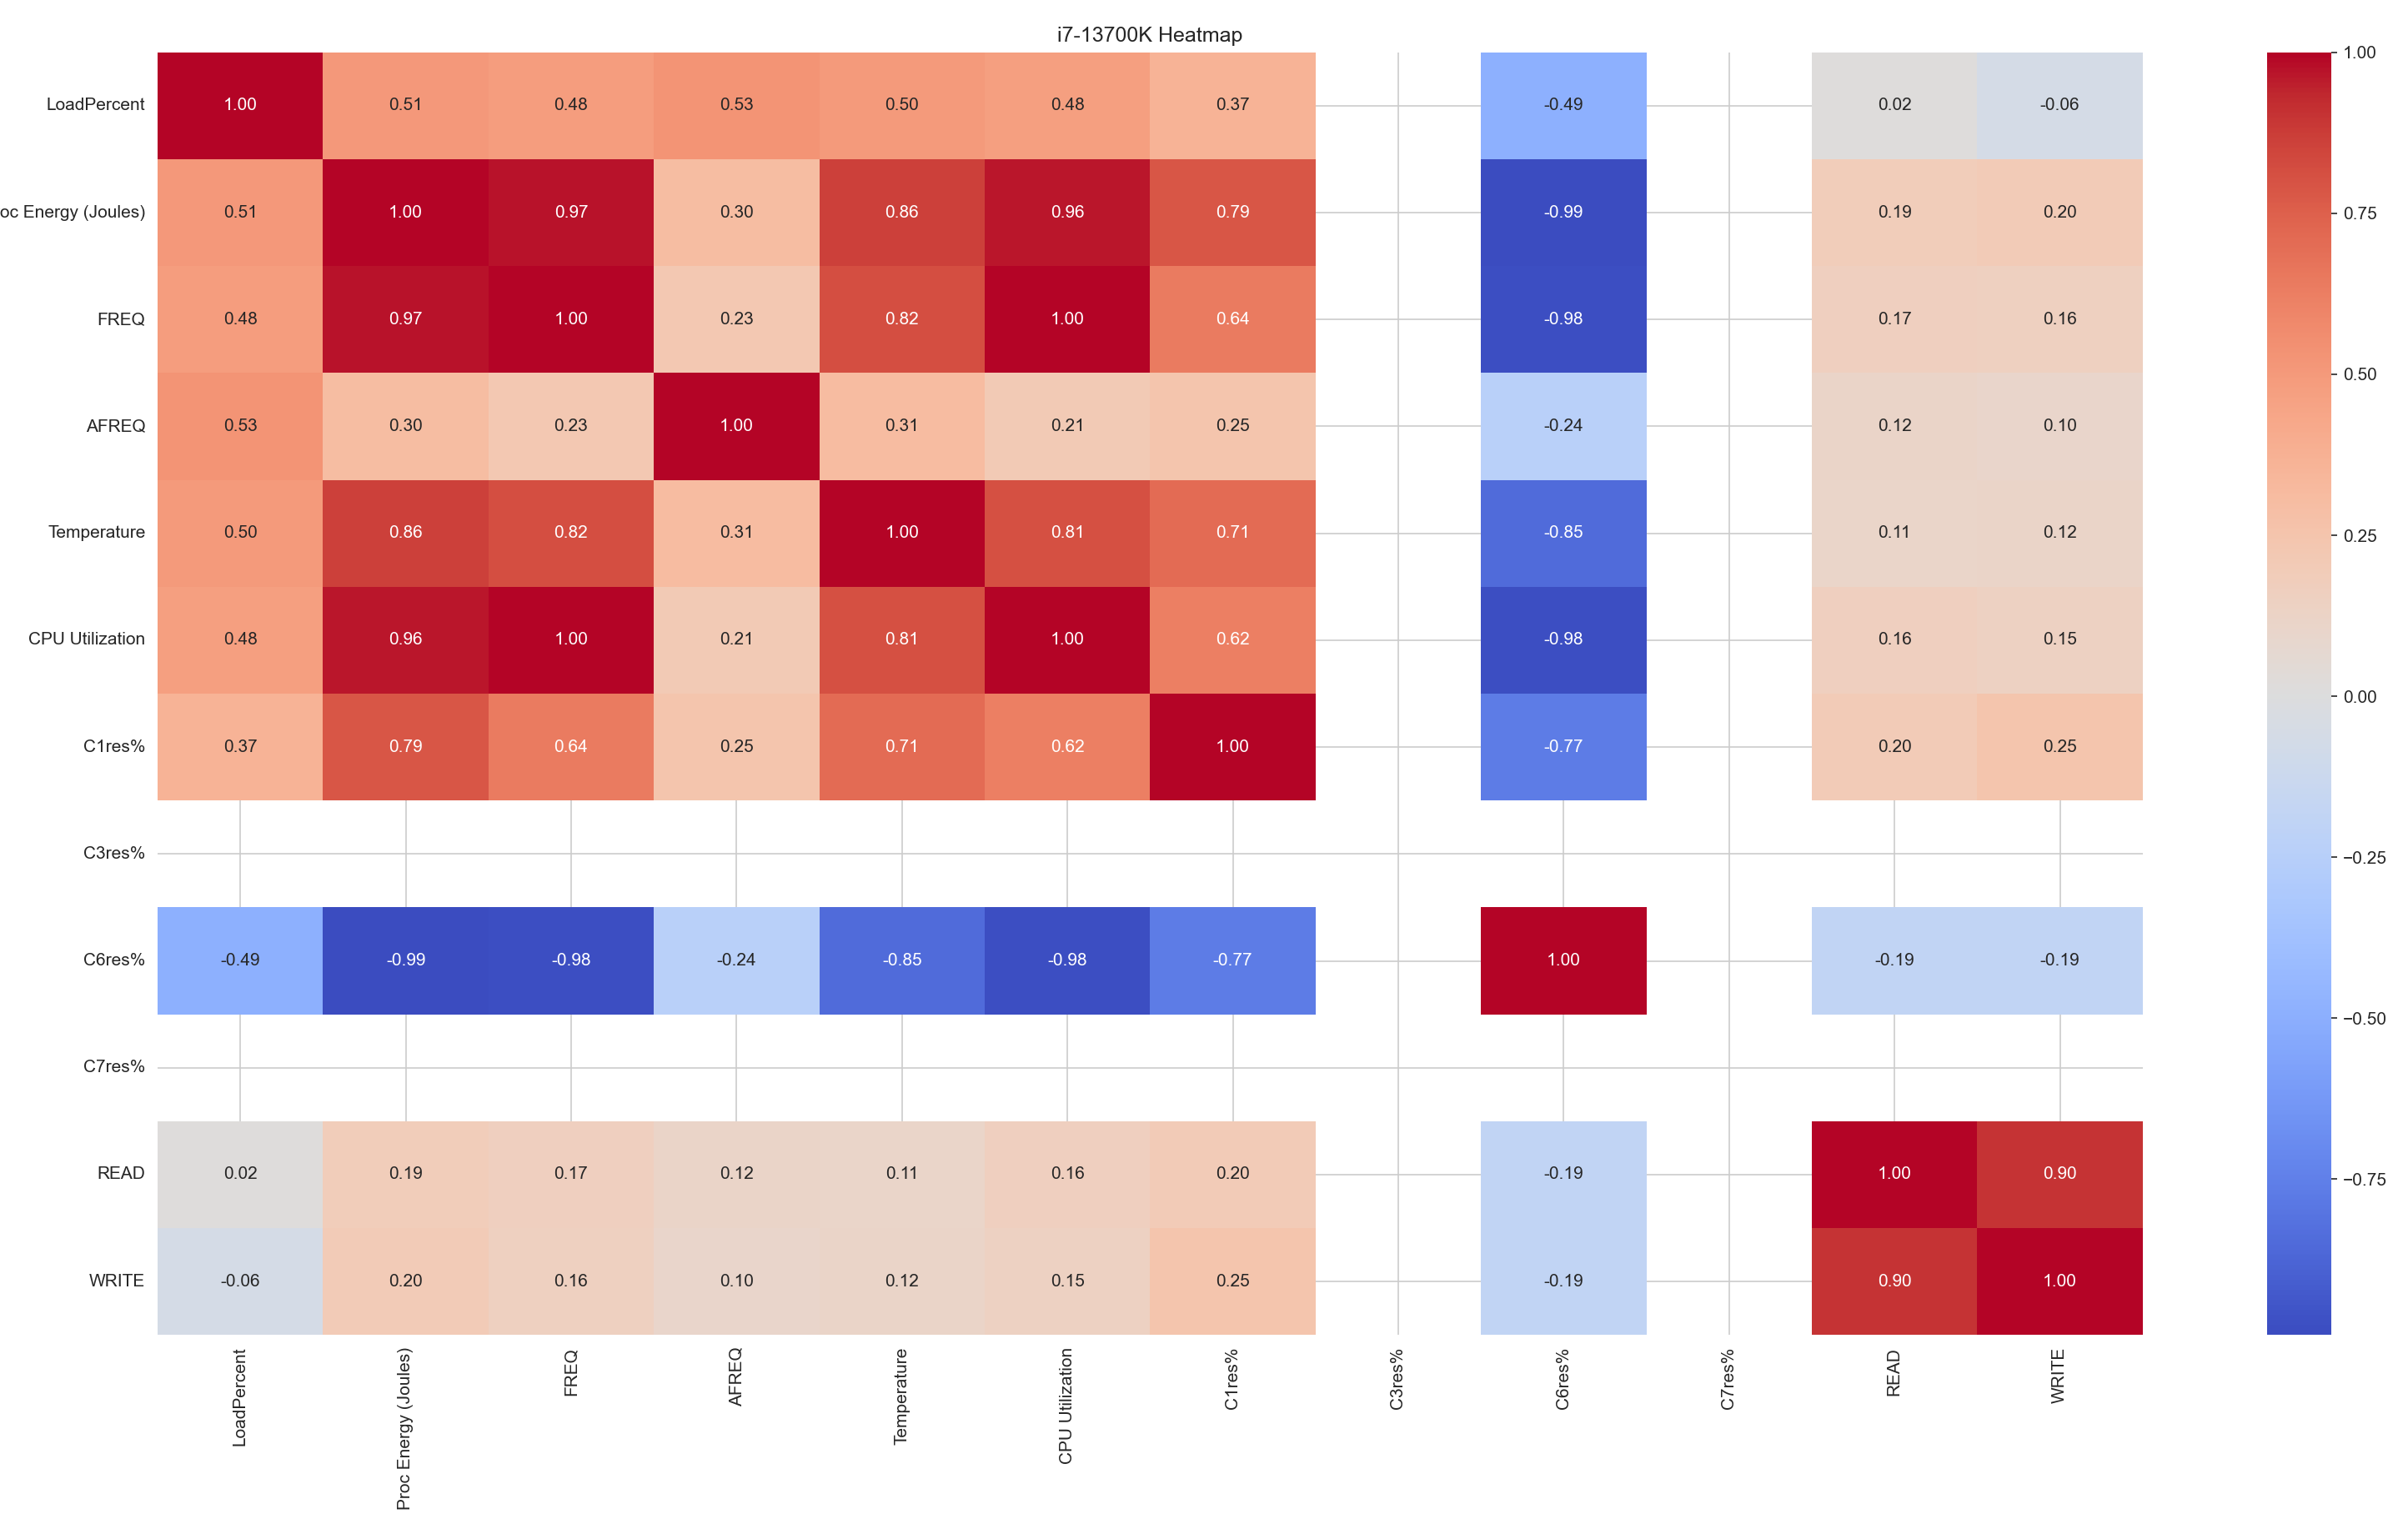 i7-13700K Heatmap
LoadPercent 1.00 0.51 0.48 0.53 0.50 0.48 0.37 -0.49 0.02 -0.06
oc Energy (Joules) 0.51 1.00 0.97 0.30 0.86 0.96 0.79 -0.99 0.19 0.20
FREQ 0.48 0.97 1.00 0.23 0.82 1.00 0.64 -0.98 0.17 0.16
AFREQ 0.53 0.30 0.23 1.00 0.31 0.21 0.25 -0.24 0.12 0.10
Temperature 0.50 0.86 0.82 0.31 1.00 0.81 0.71 -0.85 0.11 0.12
CPU Utilization 0.48 0.96 1.00 0.21 0.81 1.00 0.62 -0.98 0.16 0.15
C1res% 0.37 0.79 0.64 0.25 0.71 0.62 1.00 -0.77 0.20 0.25
C3res%
C6res% -0.49 -0.99 -0.98 -0.24 -0.85 -0.98 -0.77 1.00 -0.19 -0.19
C7res%
READ 0.02 0.19 0.17 0.12 0.11 0.16 0.20 -0.19 1.00 0.90
WRITE -0.06 0.20 0.16 0.10 0.12 0.15 0.25 -0.19 0.90 1.00
LoadPercent
Proc Energy (Joules)
FREQ
AFREQ
Temperature
CPU Utilization
C1res%
C3res%
C6res%
C7res%
READ
WRITE
1.00
0.75
0.50
0.25
0.00
−0.25
−0.50
−0.75